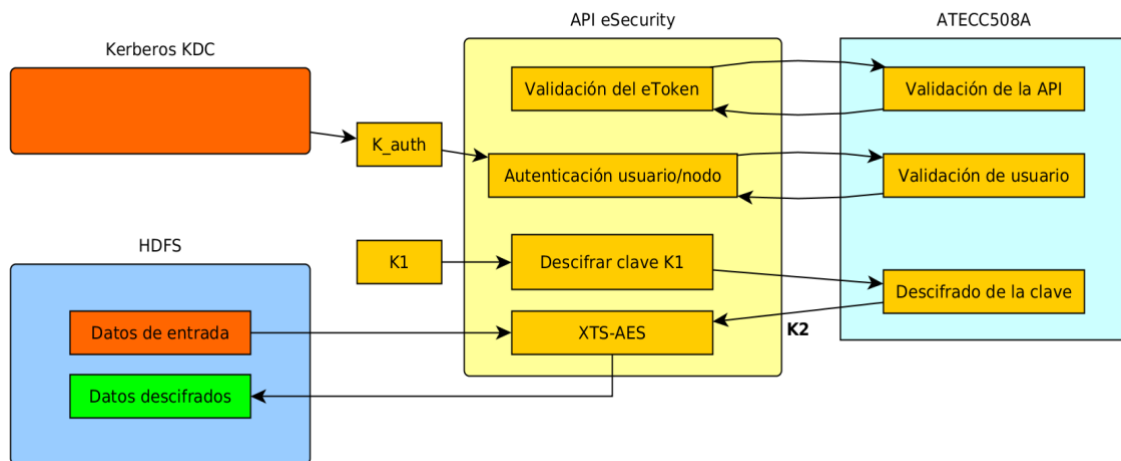 API eSecurity
ATECC508A
Kerberos KDC
Validación del eToken
Validación de la API
K_auth
Autenticación usuario/nodo
Validación de usuario
HDFS
K1
Descifrar clave K1
Descifrado de la clave
Datos de entrada
XTS-AES
K2
Datos descifrados